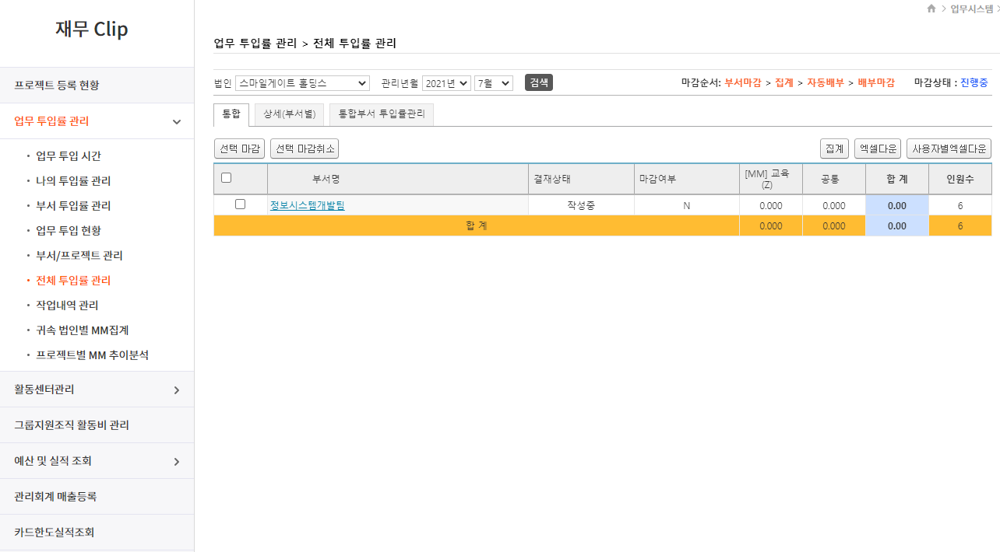 재무 Clip
프로젝트 등록 현황
업무 투입률 관리
· 업무 투입 시간
· 나의 투입률 관리
· 부서 투입률 관리
· 업무 투입 현황
· 부서/프로젝트 관리
· 전체 투입률 관리
· 작업내역 관리
· 귀속 법인별 MM집계
· 프로젝트별 MM 추이분석
활동센터관리
그룹지원조직 활동비 관리
예산 및 실적 조회
관리회계 매출등록
카드한도실적조회
> 업무시스템 >
업무 투입률 관리 > 전체 투입률 관리
법인 스마일게이트 홀딩스 관리년월 2021년 7월 검색 마감순서: 부서마감 > 집계 > 자동배부 > 배부마감 마감상태 : 진행중
통합 상세(부서별) 통합부서 투입률관리
선택 마감 선택 마감취소 집계 엑셀다운 사용자별엑셀다운
부서명 결재상태 마감여부 [MM] 교육 (Z) 공통 합 계 인원수
정보시스템개발팀 작성중 N 0.000 0.000 0.00 6
합 계 0.000 0.000 0.00 6